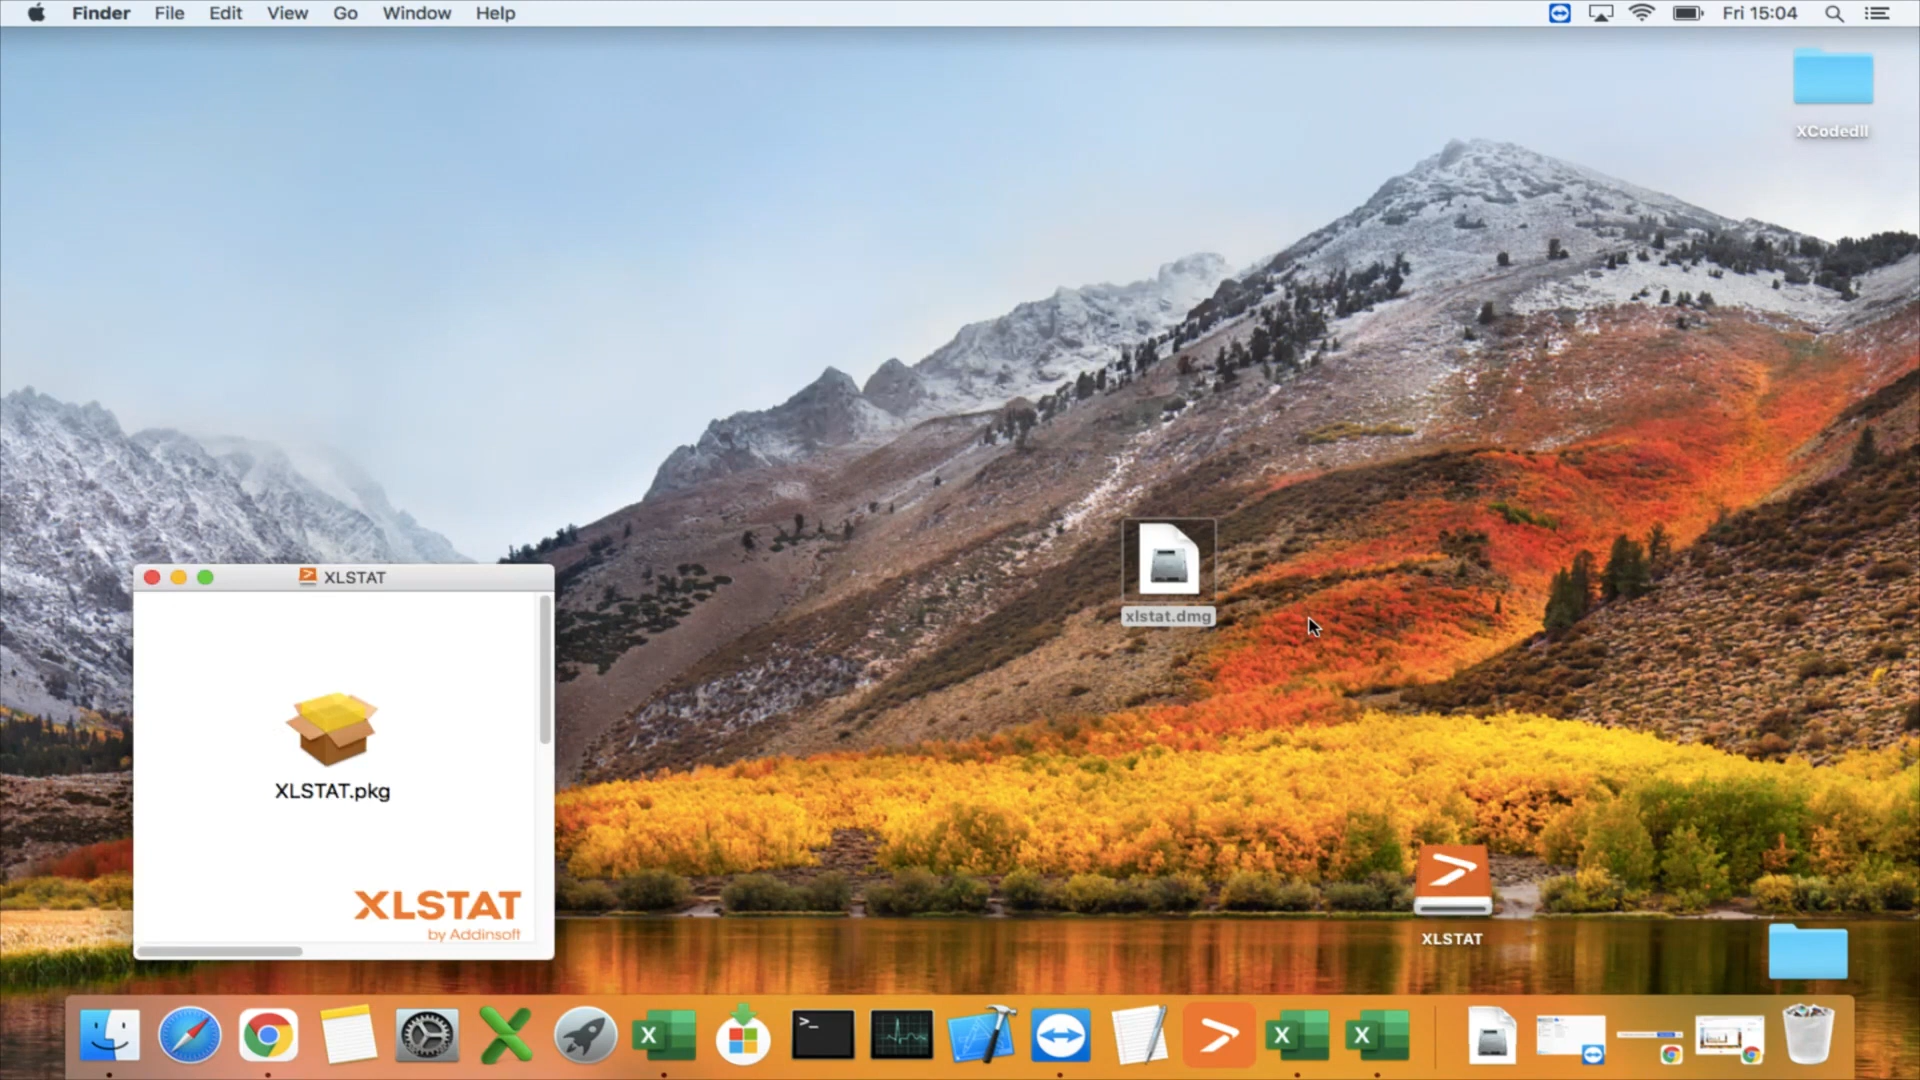 Finder File Edit View Go Window Help Fri 15:04
XCodedll
xlstat.dmg
XLSTAT
XLSTAT.pkg
XLSTAT
by Addinsoft
XLSTAT